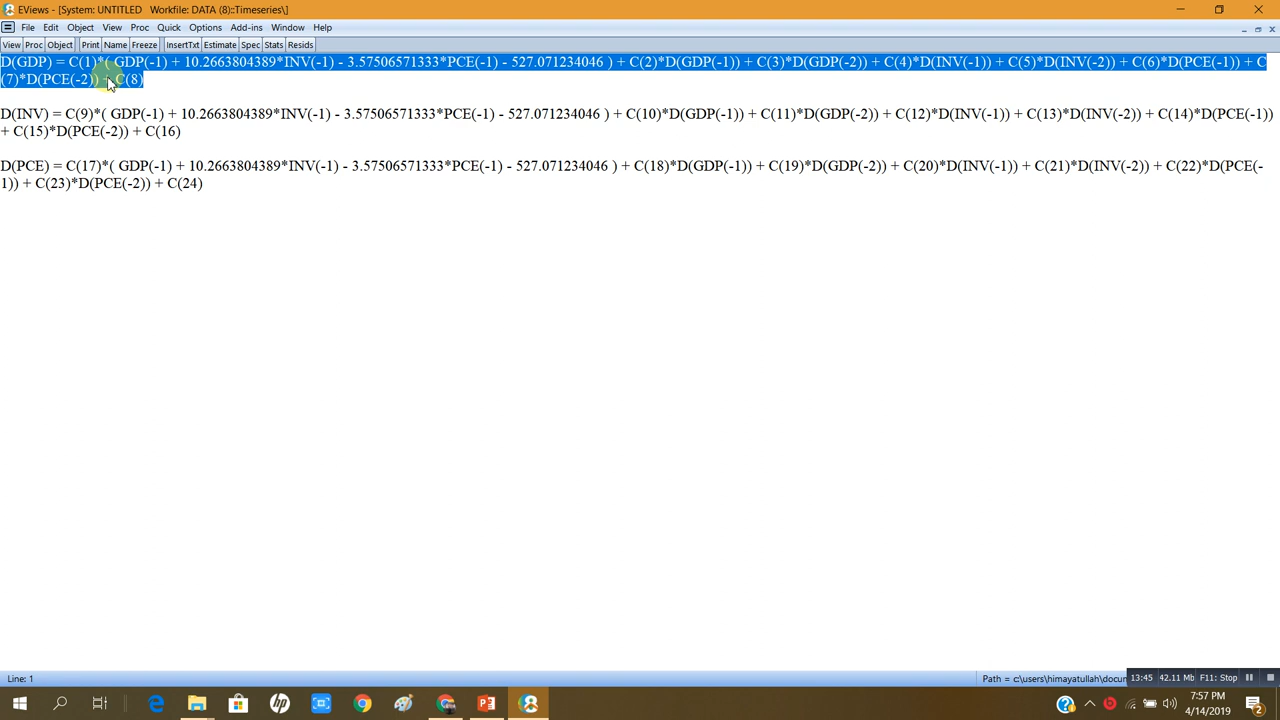 EViews - [System: UNTITLED   Workfile: DATA (8)::Timeseries\]
File Edit Object View Proc Quick Options Add-ins Window Help
View Proc Object Print Name Freeze InsertTxt Estimate Spec Stats Resids
D(GDP) = C(1)*( GDP(-1) + 10.2663804389*INV(-1) - 3.57506571333*PCE(-1) - 527.071234046 ) + C(2)*D(GDP(-1)) + C(3)*D(GDP(-2)) + C(4)*D(INV(-1)) + C(5)*D(INV(-2)) + C(6)*D(PCE(-1)) + C
(7)*D(PCE(-2)) + C(8)
D(INV) = C(9)*( GDP(-1) + 10.2663804389*INV(-1) - 3.57506571333*PCE(-1) - 527.071234046 ) + C(10)*D(GDP(-1)) + C(11)*D(GDP(-2)) + C(12)*D(INV(-1)) + C(13)*D(INV(-2)) + C(14)*D(PCE(-1))
+ C(15)*D(PCE(-2)) + C(16)
D(PCE) = C(17)*( GDP(-1) + 10.2663804389*INV(-1) - 3.57506571333*PCE(-1) - 527.071234046 ) + C(18)*D(GDP(-1)) + C(19)*D(GDP(-2)) + C(20)*D(INV(-1)) + C(21)*D(INV(-2)) + C(22)*D(PCE(-
1)) + C(23)*D(PCE(-2)) + C(24)
Line: 1
Path = c:\users\himayatullah\docum
13:45 42.11 Mb F11: Stop
7:57 PM
4/14/2019